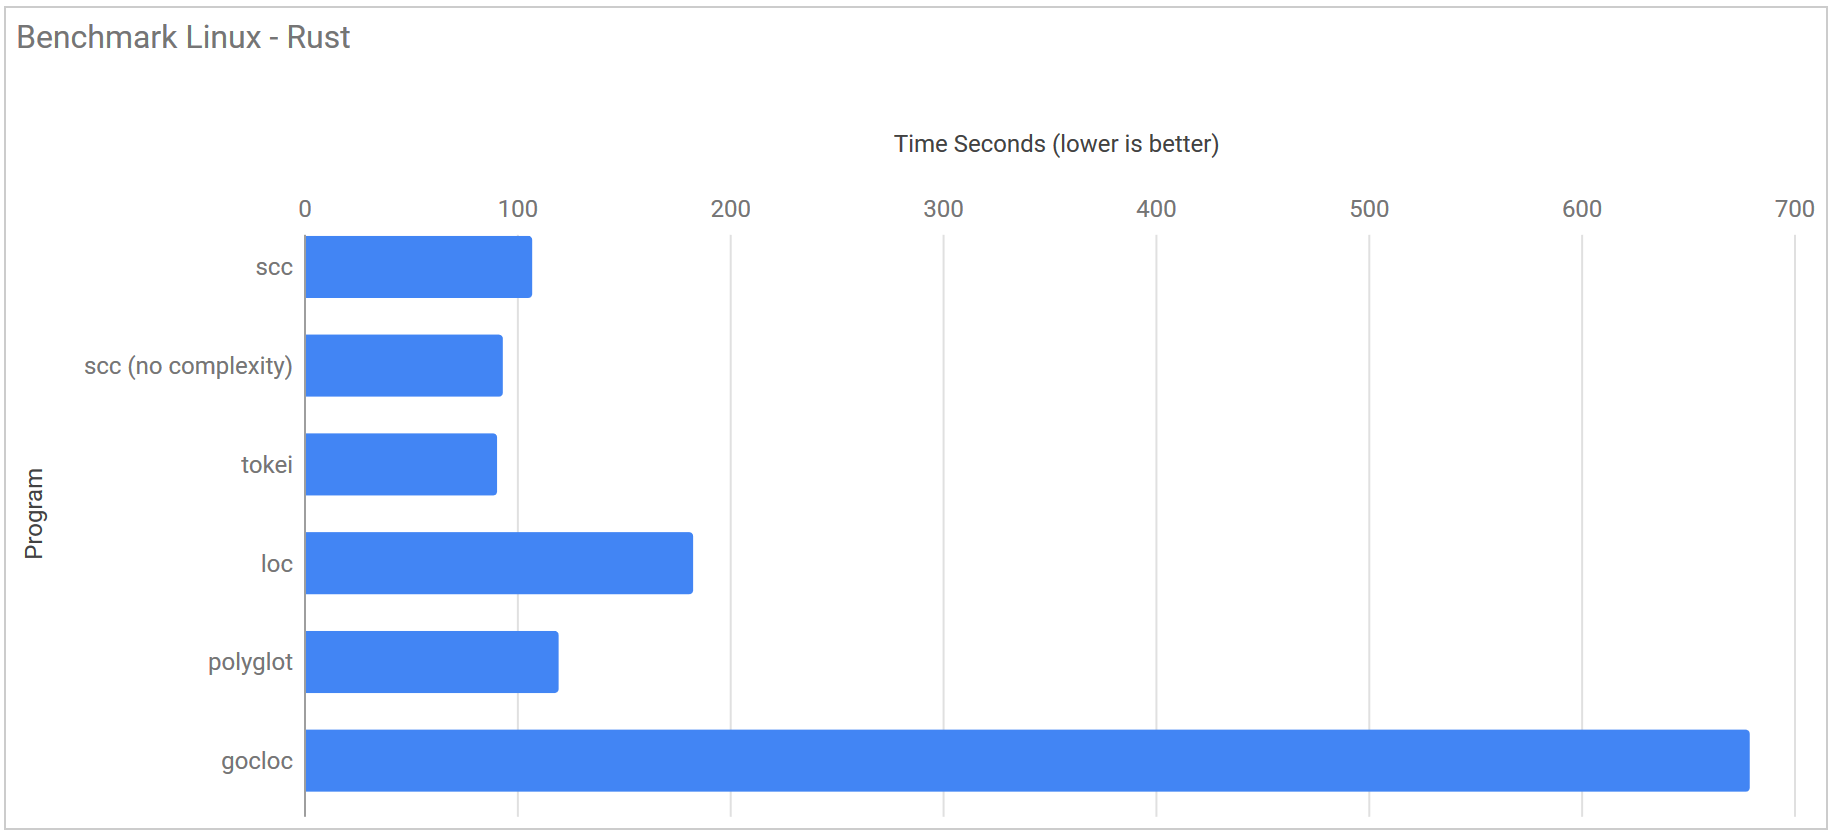 Benchmark Linux - Rust
Time Seconds (lower is better)
0 100 200 300 400 500 600 700
scc
scc (no complexity)
tokei
loc
polyglot
gocloc
Program